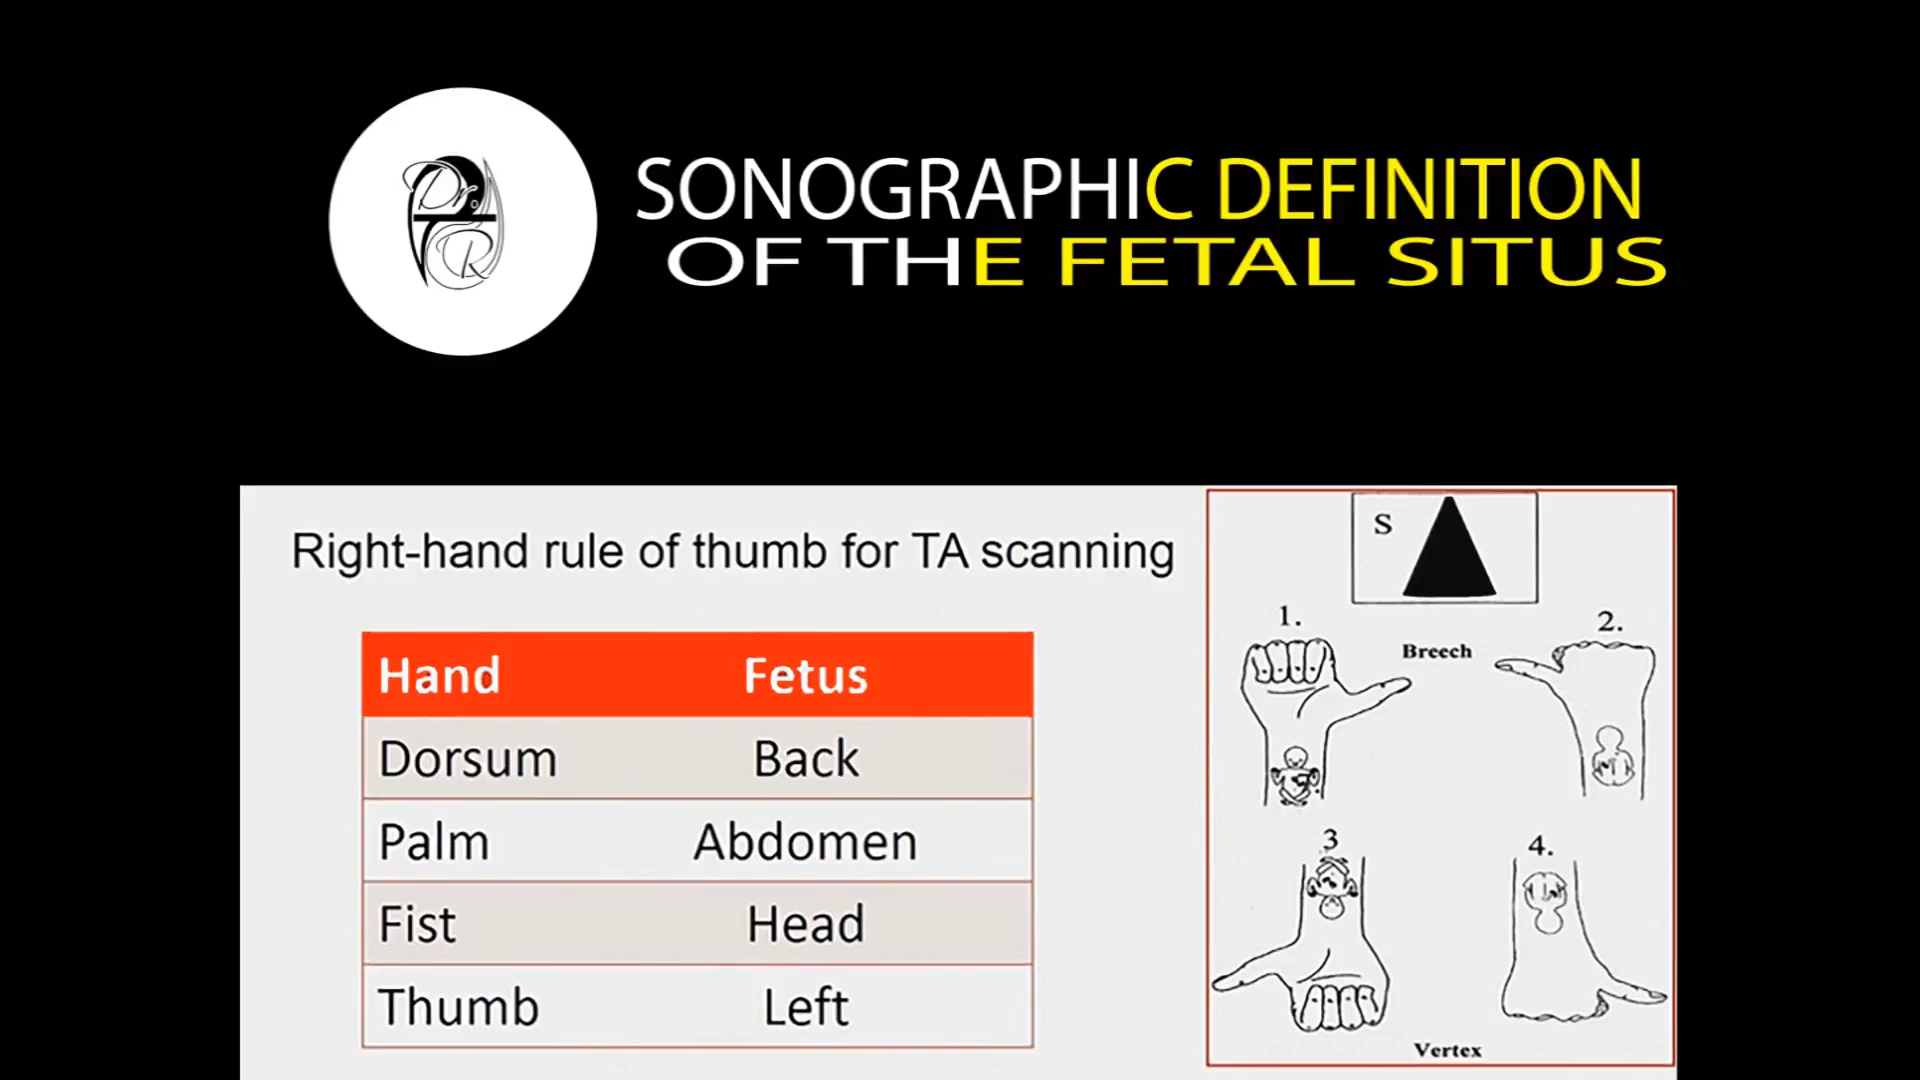 Dr.
R
SONOGRAPHIC DEFINITION
OF THE FETAL SITUS
Right-hand rule of thumb for TA scanning
Hand Fetus
Dorsum Back
Palm Abdomen
Fist Head
Thumb Left
S
1.
2.
Breech
3
4.
Vertex